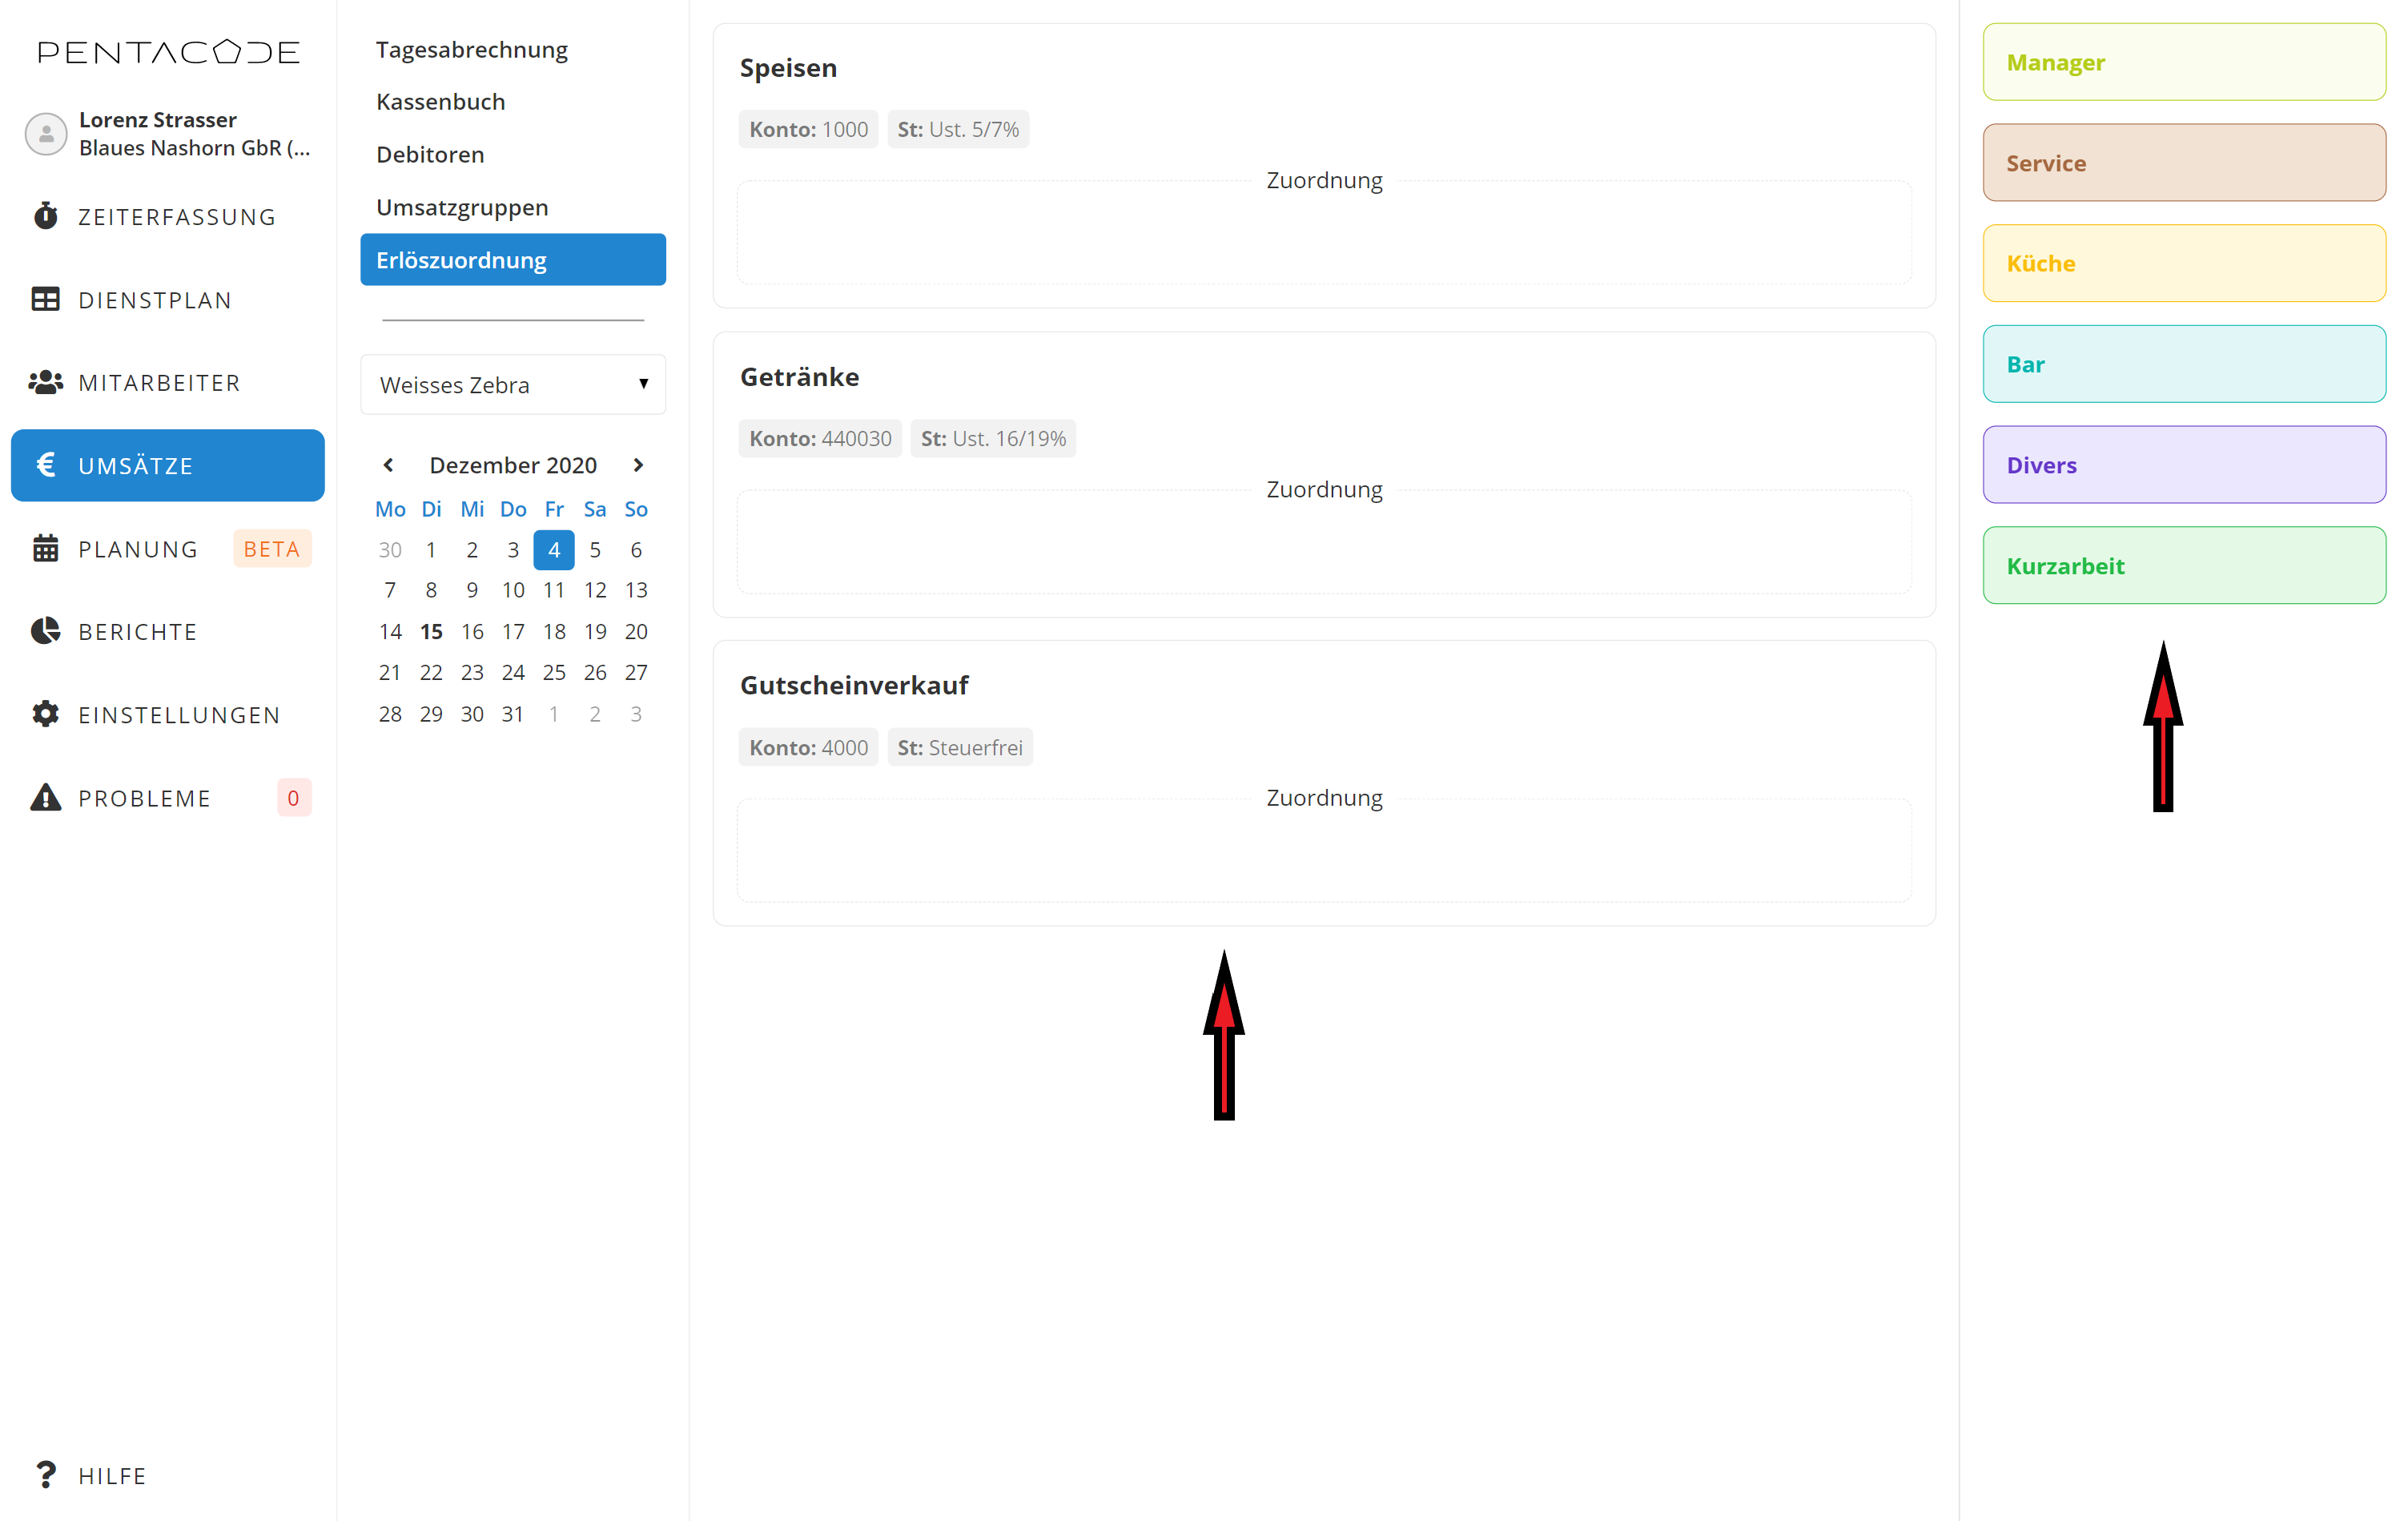 PENTACODE
Lorenz Strasser
Blaues Nashorn GbR (...
ZEITERFASSUNG
DIENSTPLAN
MITARBEITER
UMSÄTZE
PLANUNG BETA
BERICHTE
EINSTELLUNGEN
PROBLEME 0
HILFE
Tagesabrechnung
Kassenbuch
Debitoren
Umsatzgruppen
Erlöszuordnung
Weisses Zebra
Dezember 2020
Mo Di Mi Do Fr Sa So
30 1 2 3 4 5 6
7 8 9 10 11 12 13
14 15 16 17 18 19 20
21 22 23 24 25 26 27
28 29 30 31 1 2 3
Speisen
Konto: 1000 St: Ust. 5/7%
Zuordnung
Getränke
Konto: 440030 St: Ust. 16/19%
Zuordnung
Gutscheinverkauf
Konto: 4000 St: Steuerfrei
Zuordnung
Manager
Service
Küche
Bar
Divers
Kurzarbeit